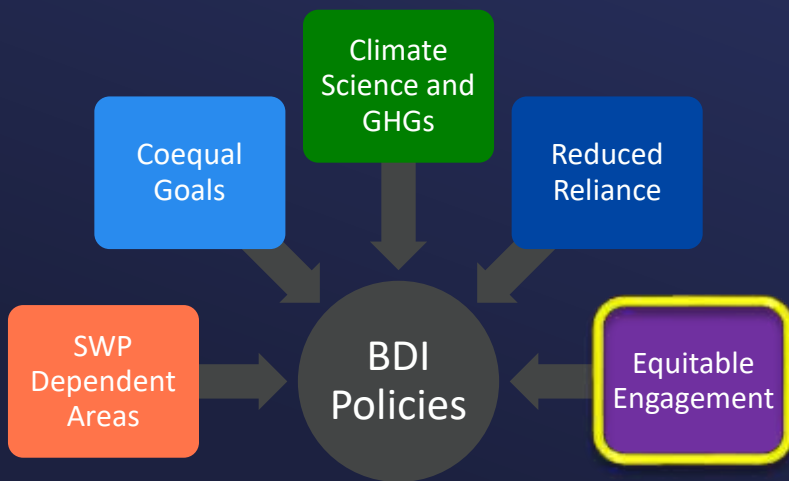 Climate
Science and
GHGs
Coequal
Goals
Reduced
Reliance
SWP
Dependent
Areas
BDI
Policies
Equitable
Engagement